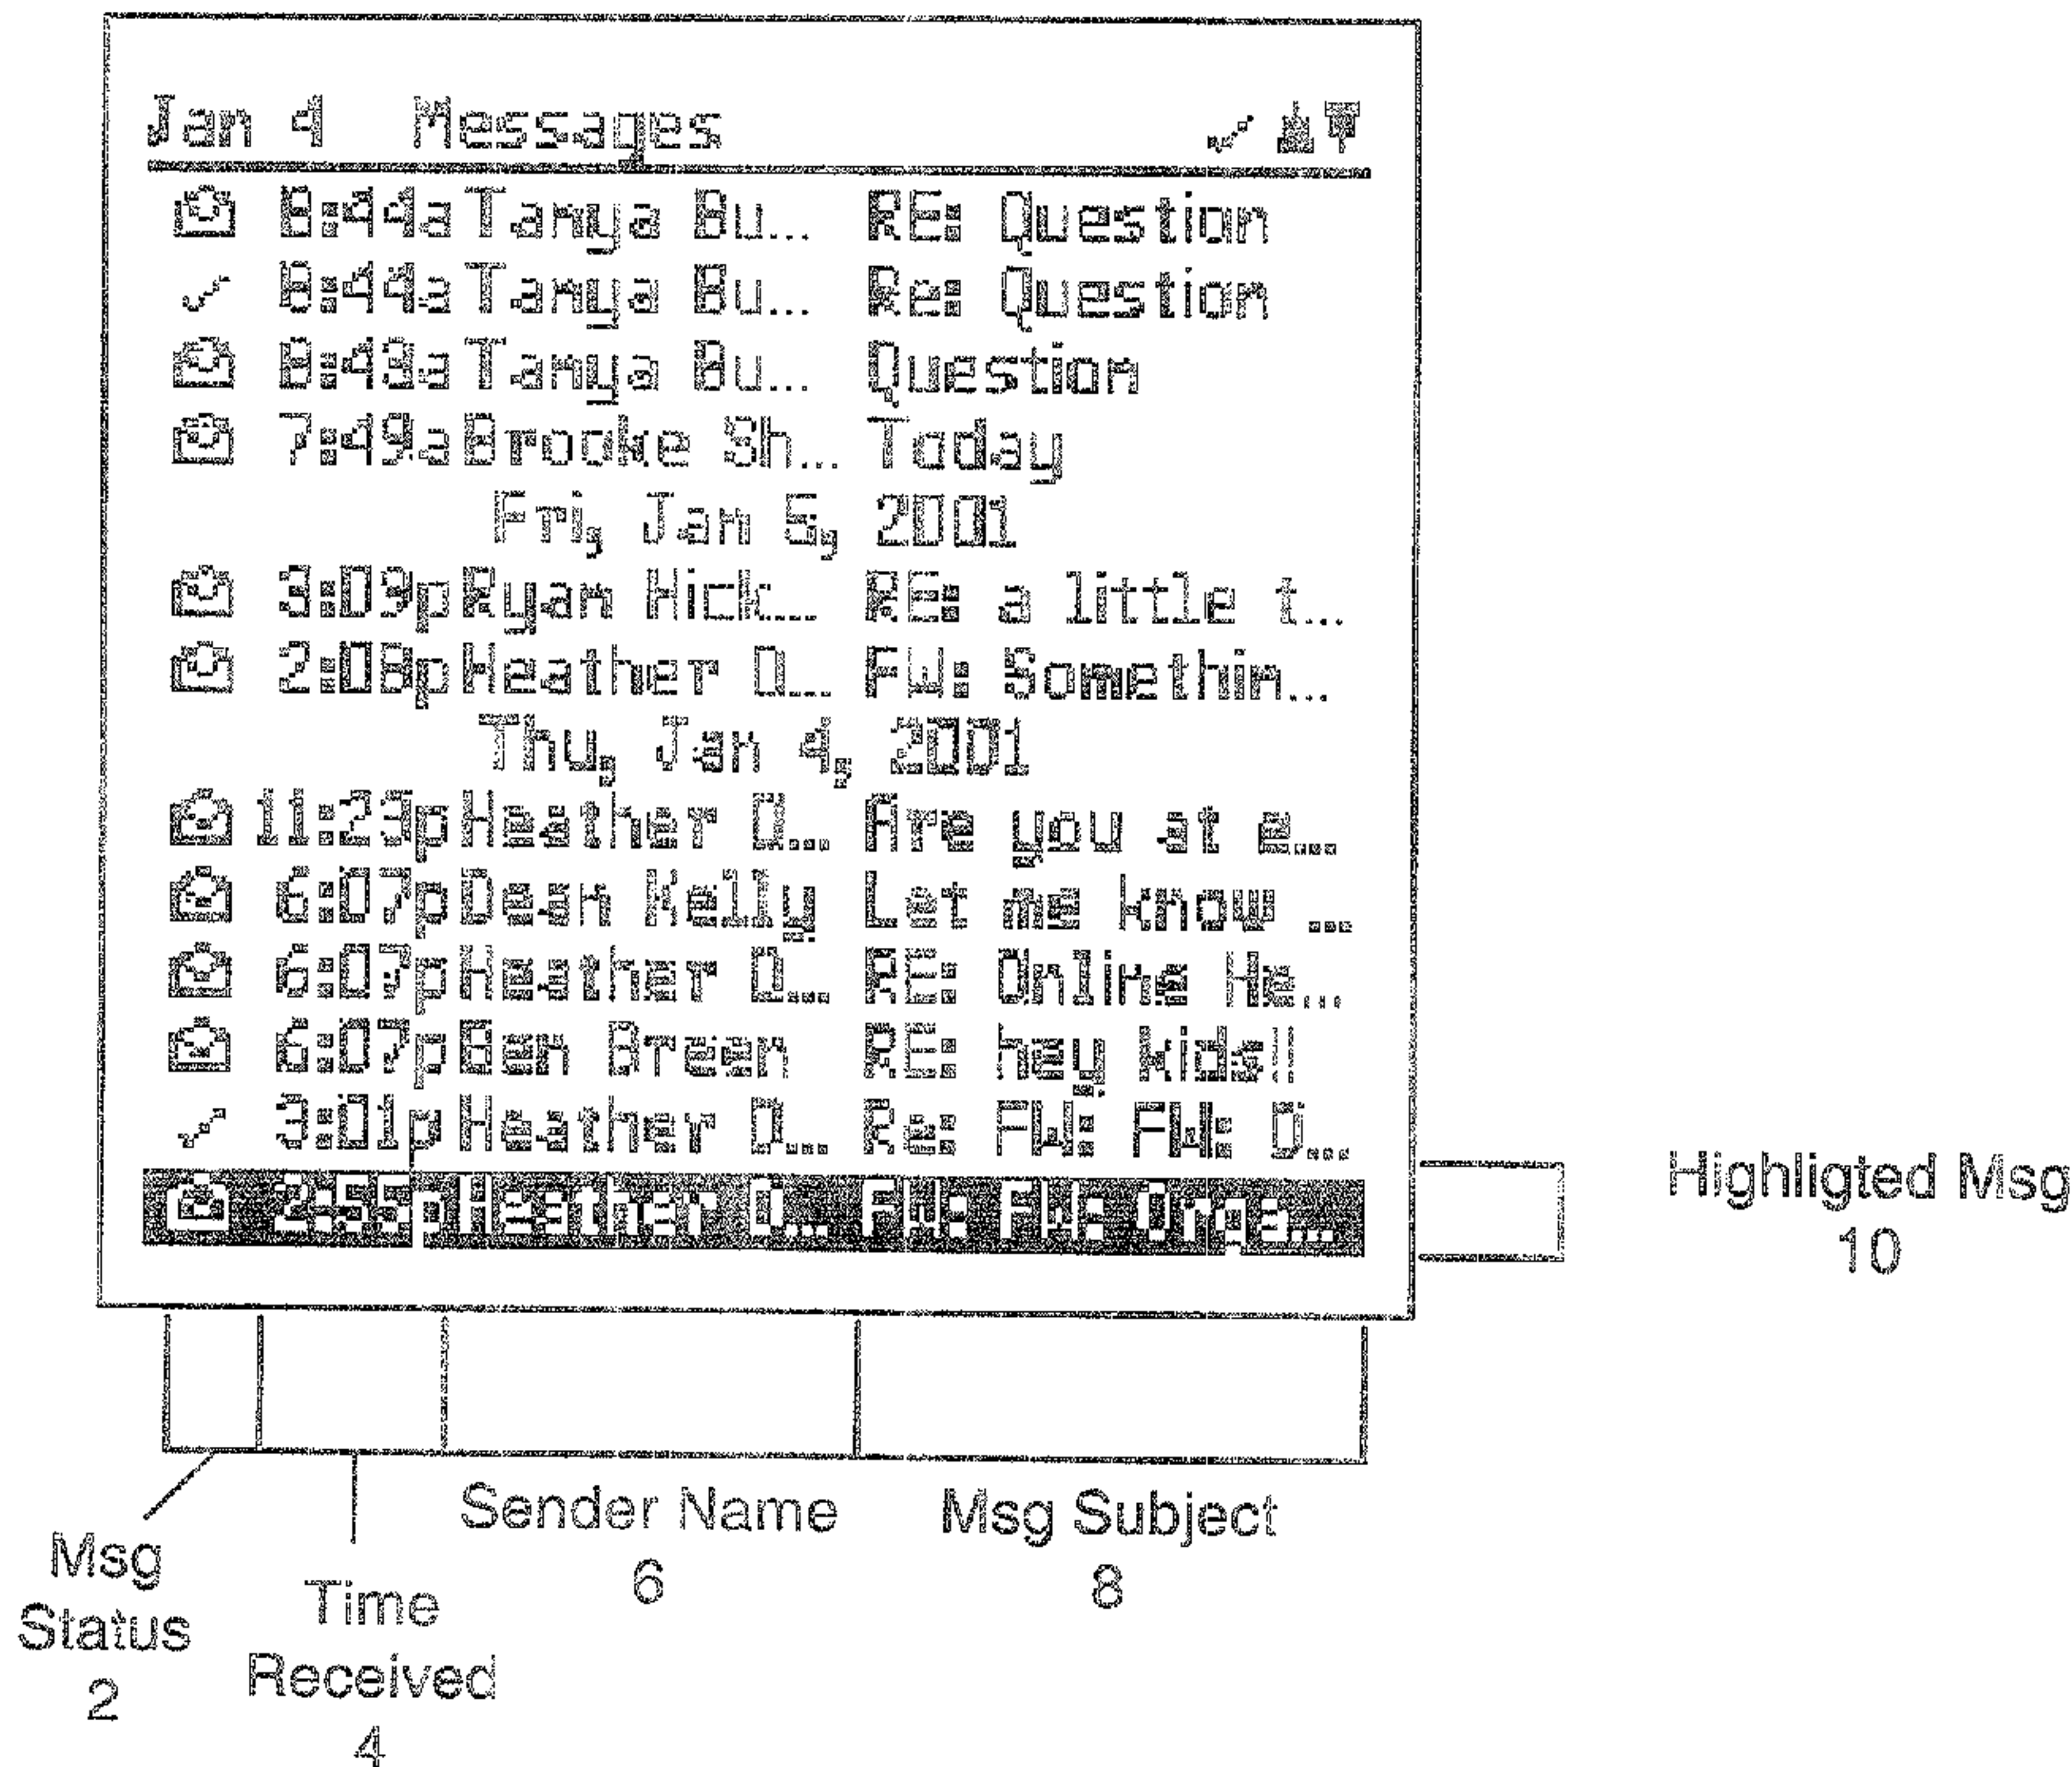 Jan 4 Messages
8:44a Tanya Bu... RE: Question
8:44a Tanya Bu... Re: Question
8:43a Tanya Bu... Question
7:49a Brooke Sh... Today
Fri, Jan 5, 2001
3:09p Ryan Hick... RE: a little t...
2:08p Heather D... FW: Somethin...
Thu, Jan 4, 2001
11:23p Heather D... Are you at e...
6:07p Dean Kelly Let me know ...
6:07p Heather D... RE: Online He...
6:07p Ben Breen RE: hey kids!!
3:01p Heather D... Re: FW: FW: O...
2:55p Heather D... FW: FW: Orga...
Highligted Msg
10
Sender Name
6
Msg Subject
8
Msg
Status
2
Time
Received
4